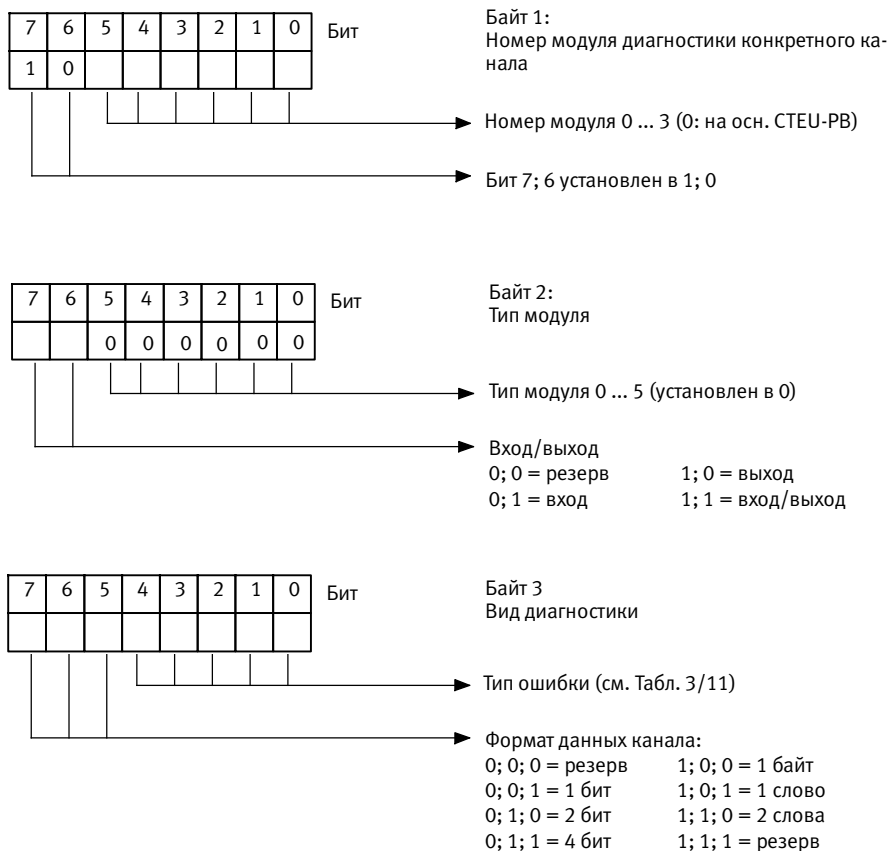 7 6 5 4 3 2 1 0 Бит
1 0
Байт 1:
Номер модуля диагностики конкретного ка-
нала
Номер модуля 0 ... 3 (0: на осн. CTEU-PB)
Бит 7; 6 установлен в 1; 0
7 6 5 4 3 2 1 0 Бит
0 0 0 0 0 0
Байт 2:
Тип модуля
Тип модуля 0 ... 5 (установлен в 0)
Вход/выход
0; 0 = резерв 1; 0 = выход
0; 1 = вход 1; 1 = вход/выход
7 6 5 4 3 2 1 0 Бит
Байт 3
Вид диагностики
Тип ошибки (см. Табл. 3/11)
Формат данных канала:
0; 0; 0 = резерв 1; 0; 0 = 1 байт
0; 0; 1 = 1 бит 1; 0; 1 = 1 слово
0; 1; 0 = 2 бит 1; 1; 0 = 2 слова
0; 1; 1 = 4 бит 1; 1; 1 = резерв